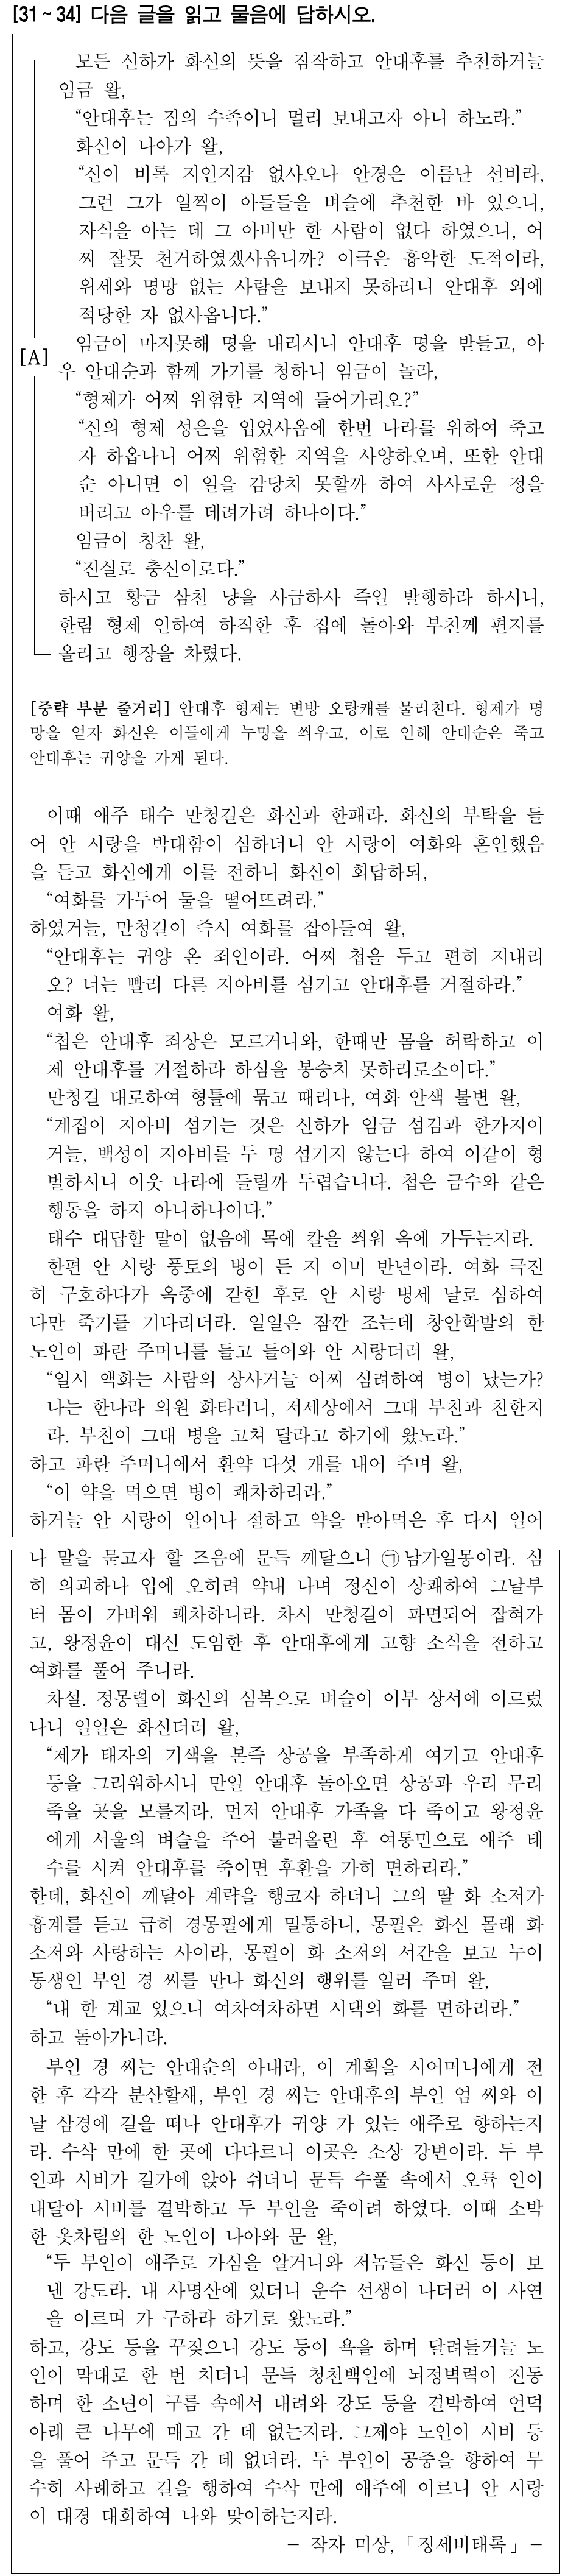 [31~34] 다음 글을 읽고 물음에 답하시오.
모든 신하가 화신의 뜻을 짐작하고 안대후를 추천하거늘
임금 왈,
“안대후는 짐의 수족이니 멀리 보내고자 아니 하노라.”
화신이 나아가 왈,
“신이 비록 지인지감 없사오나 안경은 이름난 선비라,
그런 그가 일찍이 아들들을 벼슬에 추천한 바 있으니,
자식을 아는 데 그 아비만 한 사람이 없다 하였으니, 어
찌 잘못 천거하였겠사옵니까? 이극은 흉악한 도적이라,
위세와 명망 없는 사람을 보내지 못하리니 안대후 외에
적당한 자 없사옵니다.”
[A]
임금이 마지못해 명을 내리시니 안대후 명을 받들고, 아
우 안대순과 함께 가기를 청하니 임금이 놀라,
“형제가 어찌 위험한 지역에 들어가리오?”
“신의 형제 성은을 입었사옴에 한번 나라를 위하여 죽고
자 하옵나니 어찌 위험한 지역을 사양하오며, 또한 안대
순 아니면 이 일을 감당치 못할까 하여 사사로운 정을
버리고 아우를 데려가려 하나이다.”
임금이 칭찬 왈,
“진실로 충신이로다.”
하시고 황금 삼천 냥을 사급하사 즉일 발행하라 하시니,
한림 형제 인하여 하직한 후 집에 돌아와 부친께 편지를
올리고 행장을 차렸다.
[중략 부분 줄거리] 안대후 형제는 변방 오랑캐를 물리친다. 형제가 명
망을 얻자 화신은 이들에게 누명을 씌우고, 이로 인해 안대순은 죽고
안대후는 귀양을 가게 된다.
이때 애주 태수 만청길은 화신과 한패라. 화신의 부탁을 들
어 안 시랑을 박대함이 심하더니 안 시랑이 여화와 혼인했음
을 듣고 화신에게 이를 전하니 화신이 회답하되,
“여화를 가두어 둘을 떨어뜨려라.”
하였거늘, 만청길이 즉시 여화를 잡아들여 왈,
“안대후는 귀양 온 죄인이라. 어찌 첩을 두고 편히 지내리
오? 너는 빨리 다른 지아비를 섬기고 안대후를 거절하라.”
여화 왈,
“첩은 안대후 죄상은 모르거니와, 한때만 몸을 허락하고 이
제 안대후를 거절하라 하심을 봉승치 못하리로소이다.”
만청길 대로하여 형틀에 묶고 때리나, 여화 안색 불변 왈,
“계집이 지아비 섬기는 것은 신하가 임금 섬김과 한가지이
거늘, 백성이 지아비를 두 명 섬기지 않는다 하여 이같이 형
벌하시니 이웃 나라에 들릴까 두렵습니다. 첩은 금수와 같은
행동을 하지 아니하나이다.”
태수 대답할 말이 없음에 목에 칼을 씌워 옥에 가두는지라.
한편 안 시랑 풍토의 병이 든 지 이미 반년이라. 여화 극진
히 구호하다가 옥중에 갇힌 후로 안 시랑 병세 날로 심하여
다만 죽기를 기다리더라. 일일은 잠깐 조는데 창안학발의 한
노인이 파란 주머니를 들고 들어와 안 시랑더러 왈,
“일시 액화는 사람의 상사거늘 어찌 심려하여 병이 났는가?
나는 한나라 의원 화타러니, 저세상에서 그대 부친과 친한지
라. 부친이 그대 병을 고쳐 달라고 하기에 왔노라.”
하고 파란 주머니에서 환약 다섯 개를 내어 주며 왈,
“이 약을 먹으면 병이 쾌차하리라.”
하거늘 안 시랑이 일어나 절하고 약을 받아먹은 후 다시 일어
나 말을 묻고자 할 즈음에 문득 깨달으니 ㉠남가일몽이라. 심
히 의괴하나 입에 오히려 약내 나며 정신이 상쾌하여 그날부
터 몸이 가벼워 쾌차하니라. 차시 만청길이 파면되어 잡혀가
고, 왕정윤이 대신 도임한 후 안대후에게 고향 소식을 전하고
여화를 풀어 주니라.
차설. 정몽렬이 화신의 심복으로 벼슬이 이부 상서에 이르렀
나니 일일은 화신더러 왈,
“제가 태자의 기색을 본즉 상공을 부족하게 여기고 안대후
등을 그리워하시니 만일 안대후 돌아오면 상공과 우리 무리
죽을 곳을 모를지라. 먼저 안대후 가족을 다 죽이고 왕정윤
에게 서울의 벼슬을 주어 불러올린 후 여통민으로 애주 태
수를 시켜 안대후를 죽이면 후환을 가히 면하리라.”
한데, 화신이 깨달아 계략을 행코자 하더니 그의 딸 화 소저가
흉계를 듣고 급히 경몽필에게 밀통하니, 몽필은 화신 몰래 화
소저와 사랑하는 사이라, 몽필이 화 소저의 서간을 보고 누이
동생인 부인 경 씨를 만나 화신의 행위를 일러 주며 왈,
“내 한 계교 있으니 여차여차하면 시댁의 화를 면하리라.”
하고 돌아가니라.
부인 경 씨는 안대순의 아내라, 이 계획을 시어머니에게 전
한 후 각각 분산할새, 부인 경 씨는 안대후의 부인 엄 씨와 이
날 삼경에 길을 떠나 안대후가 귀양 가 있는 애주로 향하는지
라. 수삭 만에 한 곳에 다다르니 이곳은 소상 강변이라. 두 부
인과 시비가 길가에 앉아 쉬더니 문득 수풀 속에서 오륙 인이
내달아 시비를 결박하고 두 부인을 죽이려 하였다. 이때 소박
한 옷차림의 한 노인이 나아와 문 왈,
“두 부인이 애주로 가심을 알거니와 저놈들은 화신 등이 보
낸 강도라. 내 사명산에 있더니 운수 선생이 나더러 이 사연
을 이르며 가 구하라 하기로 왔노라.”
하고, 강도 등을 꾸짖으니 강도 등이 욕을 하며 달려들거늘 노
인이 막대로 한 번 치더니 문득 청천백일에 뇌정벽력이 진동
하며 한 소년이 구름 속에서 내려와 강도 등을 결박하여 언덕
아래 큰 나무에 매고 간 데 없는지라. 그제야 노인이 시비 등
을 풀어 주고 문득 간 데 없더라. 두 부인이 공중을 향하여 무
수히 사례하고 길을 행하여 수삭 만에 애주에 이르니 안 시랑
이 대경 대희하여 나와 맞이하는지라.
- 작자 미상, 「징세비태록」 -